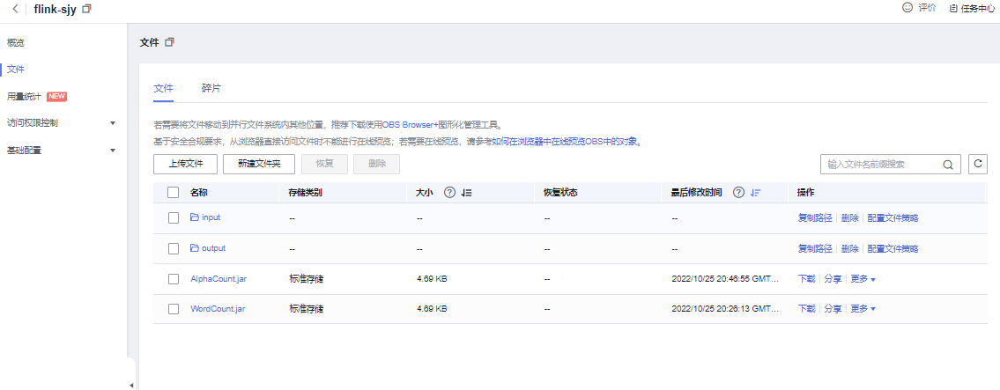 flink-sjy
评价 任务中心
概览
文件
用量统计 NEW
访问权限控制
基础配置
文件
文件 碎片
若需要将文件移动到并行文件系统内其他位置，推荐下载使用OBS Browser+图形化管理工具。
基于安全合规要求，从浏览器直接访问文件时不能进行在线预览；若需要在线预览，请参考如何在浏览器中在线预览OBS中的对象。
上传文件 新建文件夹 恢复 删除 输入文件名前缀搜索
名称 存储类别 大小 恢复状态 最后修改时间 操作
input -- -- -- -- 复制路径 删除 配置文件策略
output -- -- -- -- 复制路径 删除 配置文件策略
AlphaCount.jar 标准存储 4.69 KB -- 2022/10/25 20:46:55 GMT... 下载 分享 更多
WordCount.jar 标准存储 4.69 KB -- 2022/10/25 20:26:13 GMT... 下载 分享 更多